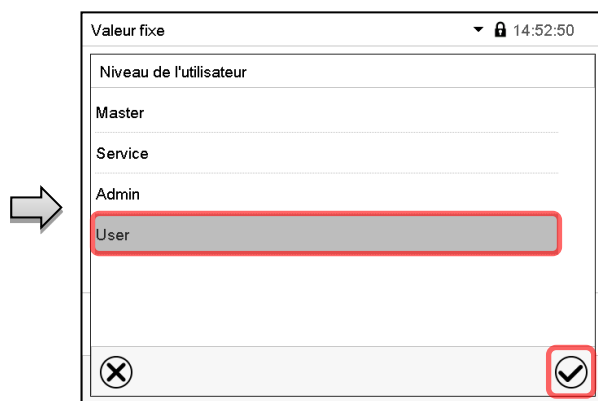 Valeur fixe 14:52:50
Niveau de l'utilisateur
Master
Service
Admin
User